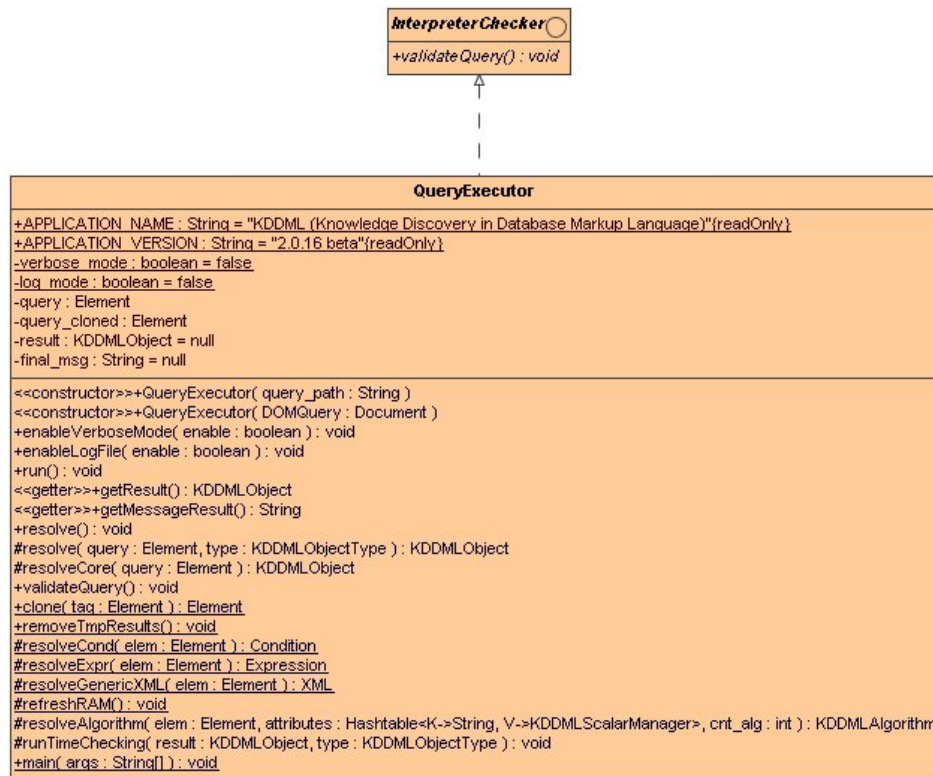 InterpreterChecker
+validateQuery() : void
QueryExecutor
+APPLICATION_NAME : String = "KDDML (Knowledge Discovery in Database Markup Language)"{readOnly}
+APPLICATION_VERSION : String = "2.0.16 beta"{readOnly}
-verbose_mode : boolean = false
-log_mode : boolean = false
-query : Element
-query_cloned : Element
-result : KDDMLObject = null
-final_msg : String = null
<<constructor>>+QueryExecutor( query_path : String )
<<constructor>>+QueryExecutor( DOMQuery : Document )
+enableVerboseMode( enable : boolean ) : void
+enableLogFile( enable : boolean ) : void
+run() : void
<<getter>>+getResult() : KDDMLObject
<<getter>>+getMessageResult() : String
+resolve() : void
#resolve( query : Element, type : KDDMLObjectType ) : KDDMLObject
#resolveCore( query : Element ) : KDDMLObject
+validateQuery() : void
+clone( tag : Element ) : Element
+removeTmpResults() : void
#resolveCond( elem : Element ) : Condition
#resolveExpr( elem : Element ) : Expression
#resolveGenericXML( elem : Element ) : XML
#refreshRAM() : void
#resolveAlgorithm( elem : Element, attributes : Hashtable<K->String, V->KDDMLScalarManager>, cnt_alg : int ) : KDDMLAlgorithm
#runTimeChecking( result : KDDMLObject, type : KDDMLObjectType ) : void
+main( args : String[] ) : void